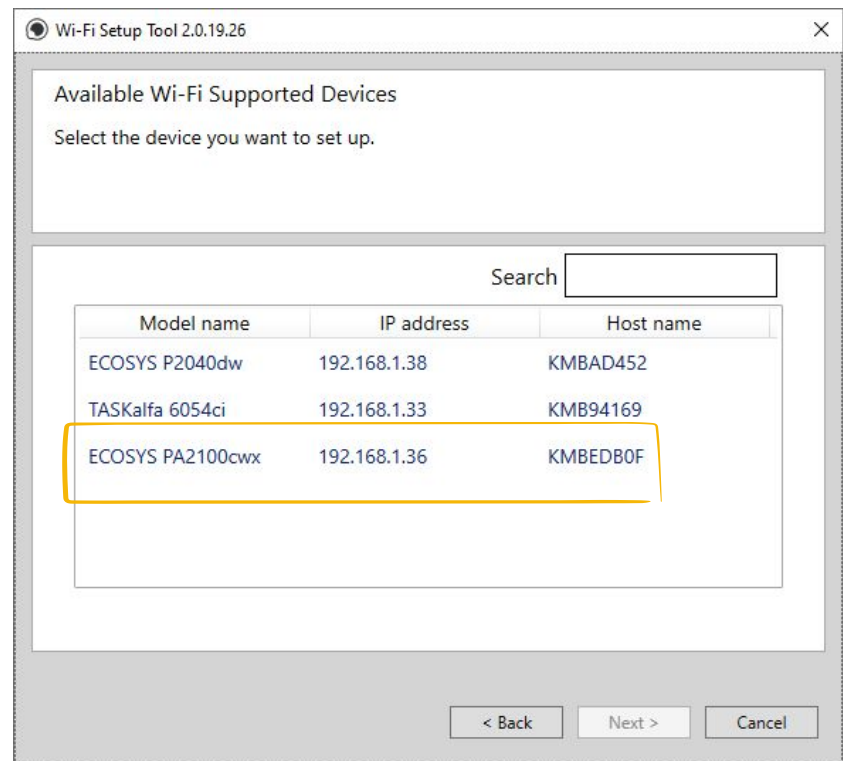 Wi-Fi Setup Tool 2.0.19.26
Available Wi-Fi Supported Devices
Select the device you want to set up.
Search
Model name IP address Host name
ECOSYS P2040dw 192.168.1.38 KMBAD452
TASKalfa 6054ci 192.168.1.33 KMB94169
ECOSYS PA2100cwx 192.168.1.36 KMBEDB0F
< Back Next > Cancel